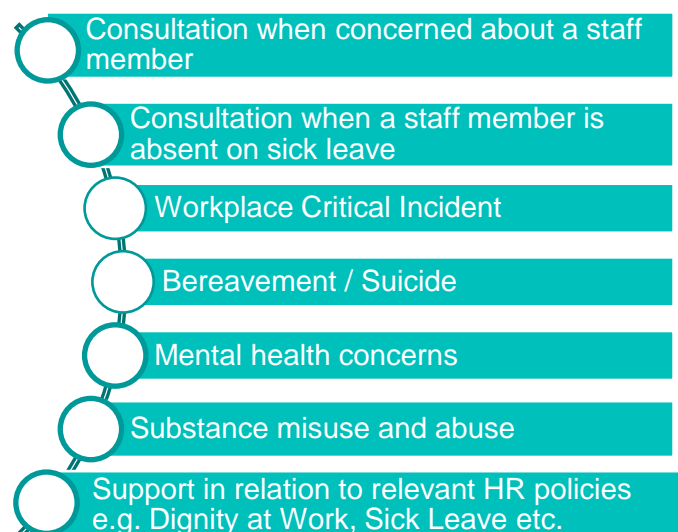 Consultation when concerned about a staff
member
Consultation when a staff member is
absent on sick leave
Workplace Critical Incident
Bereavement / Suicide
Mental health concerns
Substance misuse and abuse
Support in relation to relevant HR policies
e.g. Dignity at Work, Sick Leave etc.